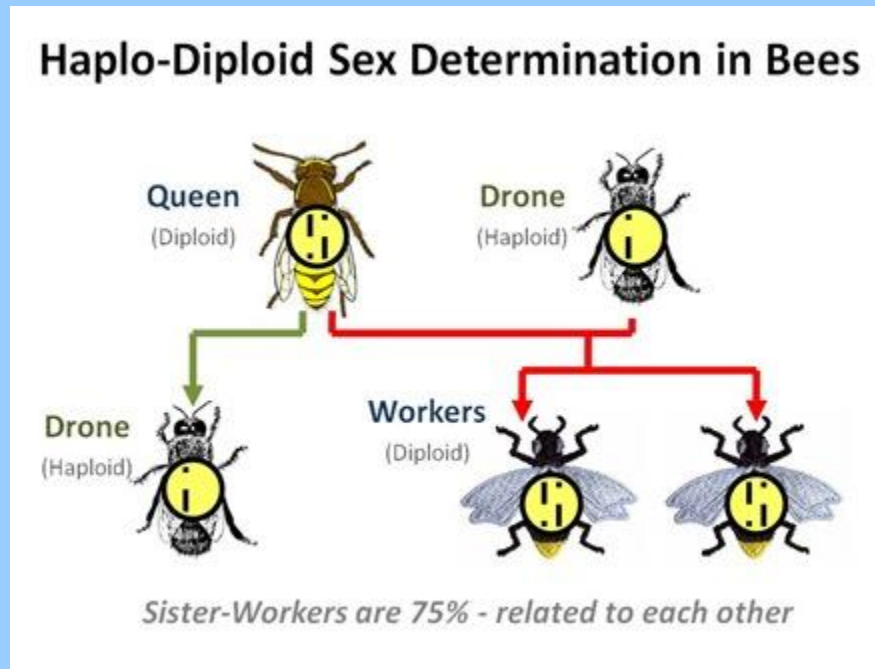 Haplo-Diploid Sex Determination in Bees
Queen
(Diploid)
Drone
(Haploid)
Drone
(Haploid)
Workers
(Diploid)
Sister-Workers are 75% - related to each other